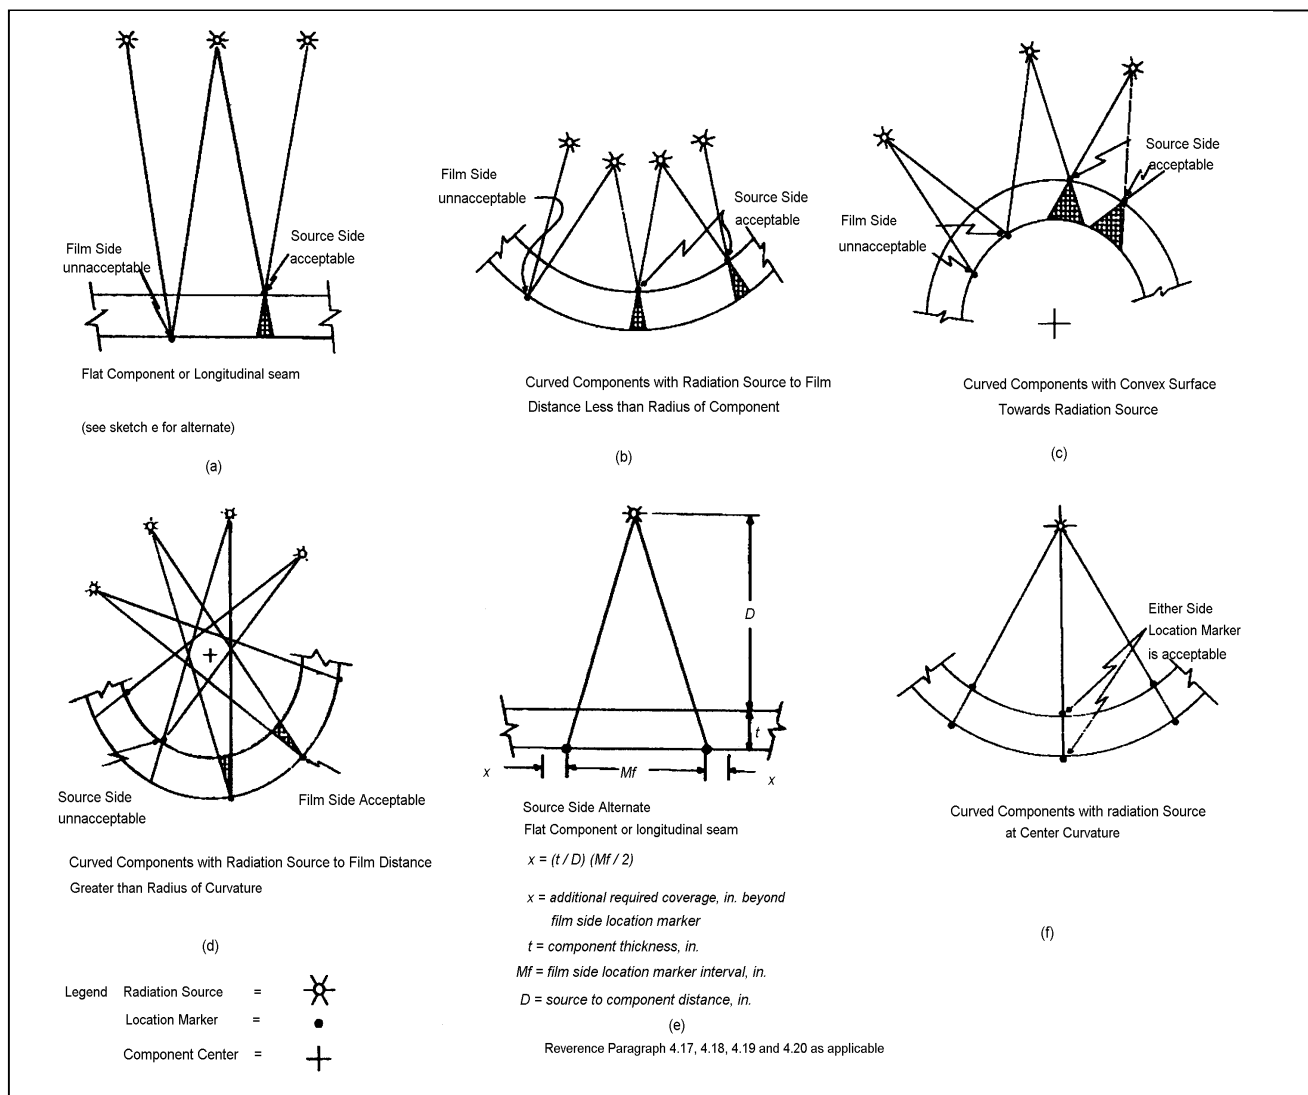 Film Side
unnacceptable
Source Side
acceptable
Flat Component or Longitudinal seam
(see sketch e for alternate)
(a)
Film Side
unacceptable
Source Side
acceptable
Curved Components with Radiation Source to Film
Distance Less than Radius of Component
(b)
Source Side
acceptable
Film Side
unacceptable
Curved Components with Convex Surface
Towards Radiation Source
(c)
Source Side
unacceptable
Film Side Acceptable
Curved Components with Radiation Source to Film Distance
Greater than Radius of Curvature
(d)
D
t
x
Mf
x
Source Side Alternate
Flat Component or longitudinal seam
x = (t / D) (Mf / 2)
x = additional required coverage, in. beyond
film side location marker
t = component thickness, in.
Mf = film side location marker interval, in.
D = source to component distance, in.
(e)
Reverence Paragraph 4.17, 4.18, 4.19 and 4.20 as applicable
Either Side
Location Marker
is acceptable
Curved Components with radiation Source
at Center Curvature
(f)
Legend Radiation Source =
Location Marker =
Component Center =